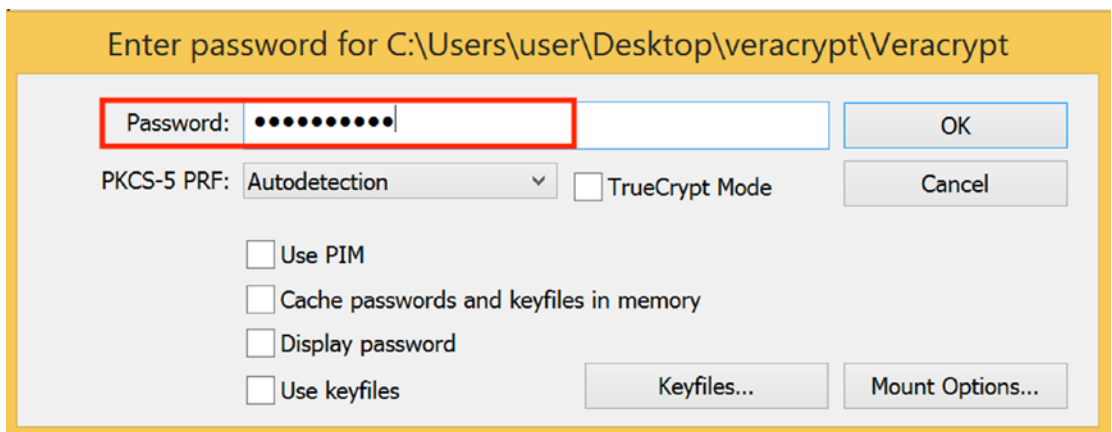 Enter password for C:\Users\user\Desktop\veracrypt\Veracrypt
Password: ●●●●●●●●●● OK
PKCS-5 PRF: Autodetection TrueCrypt Mode Cancel
Use PIM
Cache passwords and keyfiles in memory
Display password
Use keyfiles Keyfiles... Mount Options...